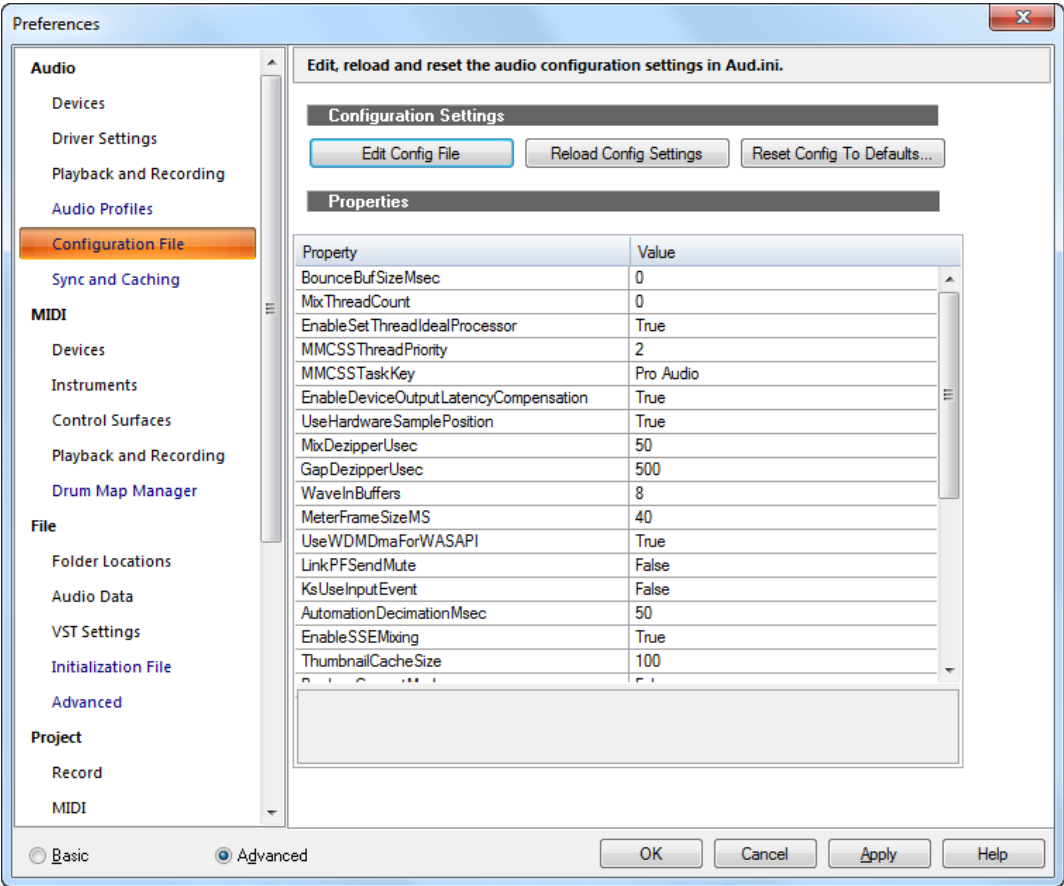 Preferences
Audio
Devices
Driver Settings
Playback and Recording
Audio Profiles
Configuration File
Sync and Caching
MIDI
Devices
Instruments
Control Surfaces
Playback and Recording
Drum Map Manager
File
Folder Locations
Audio Data
VST Settings
Initialization File
Advanced
Project
Record
MIDI
Edit, reload and reset the audio configuration settings in Aud.ini.
Configuration Settings
Edit Config File Reload Config Settings Reset Config To Defaults...
Properties
Property Value
BounceBufSizeMsec 0
MixThreadCount 0
EnableSetThreadIdealProcessor True
MMCSSThreadPriority 2
MMCSSTaskKey Pro Audio
EnableDeviceOutputLatencyCompensation True
UseHardwareSamplePosition True
MixDezipperUsec 50
GapDezipperUsec 500
WaveInBuffers 8
MeterFrameSizeMS 40
UseWDMDmaForWASAPI True
LinkPFSendMute False
KsUseInputEvent False
AutomationDecimationMsec 50
EnableSSEMixing True
ThumbnailCacheSize 100
Basic Advanced OK Cancel Apply Help